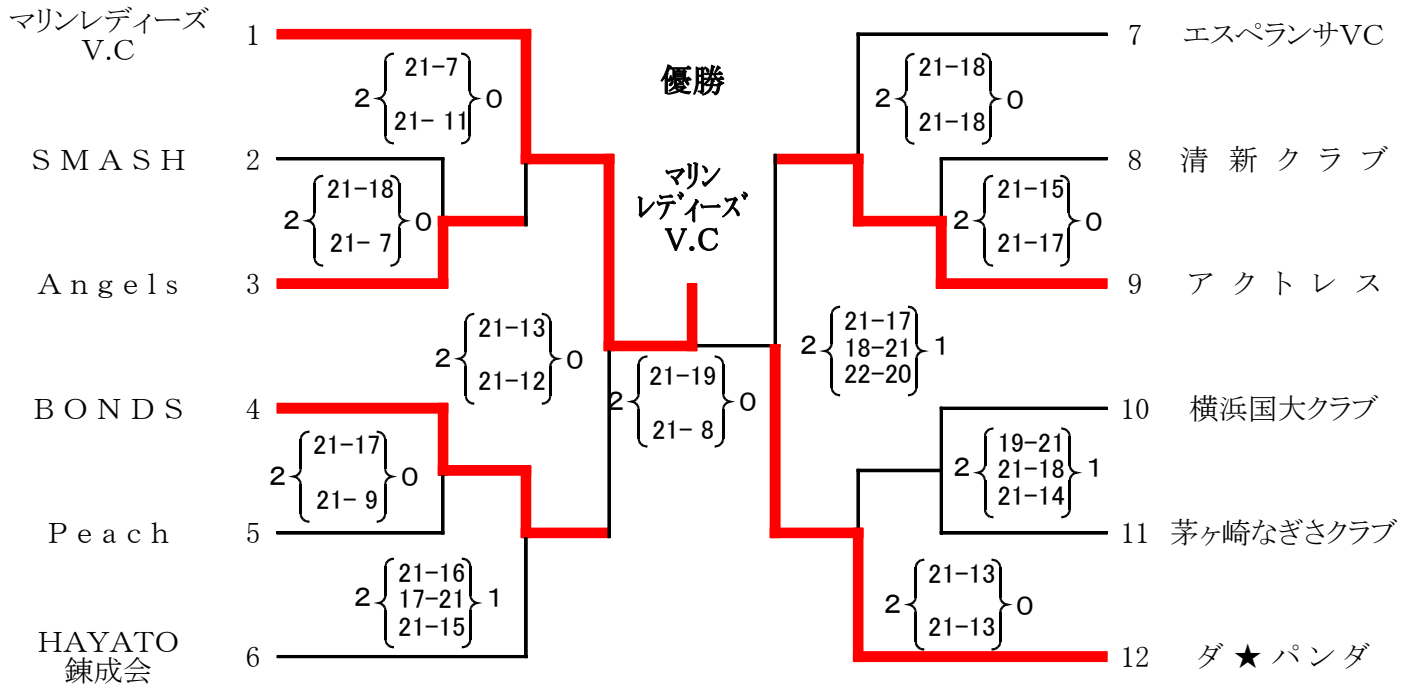 マリンレディーズ
V.C
1
2 21-7 0
21- 11
SMASH
2
2 21-18 0
21- 7
Angels
3
2 21-13 0
21-12
BONDS
4
2 21-17 0
21- 9
Peach
5
2 21-16 1
17-21
21-15
HAYATO
錬成会
6
優勝
マリン
レディーズ
V.C
2 21-19 0
21- 8
7
エスペランサVC
2 21-18 0
21-18
8
清新クラブ
2 21-15 0
21-17
9
アクトレス
2 21-17 1
18-21
22-20
10
横浜国大クラブ
2 19-21 1
21-18
21-14
11
茅ヶ崎なぎさクラブ
2 21-13 0
21-13
12
ダ★パンダ